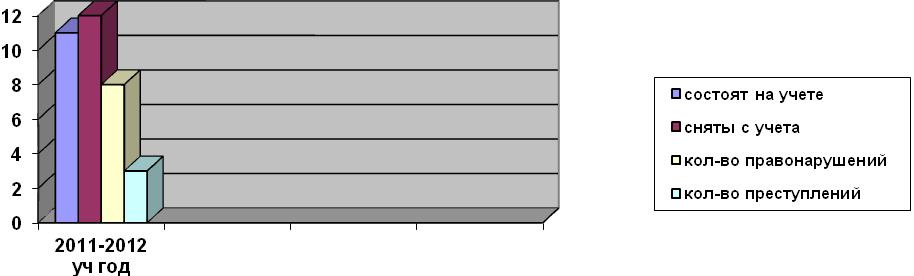 12
10
8
6
4
2
0
2011-2012
уч год
состоят на учете
сняты с учета
кол-во правонарушений
кол-во преступлений